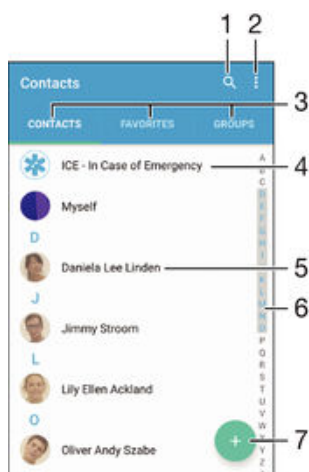 1 2
Contacts
3
CONTACTS FAVORITES GROUPS
ICE - In Case of Emergency
4
Myself
D
Daniela Lee Linden
5
J
Jimmy Stroom
6
L
Lily Ellen Ackland
O
Oliver Andy Szabe
7
A
B
C
D
E
F
G
H
I
K
L
M
N
O
P
Q
R
S
T
U
V
W
Y
Z